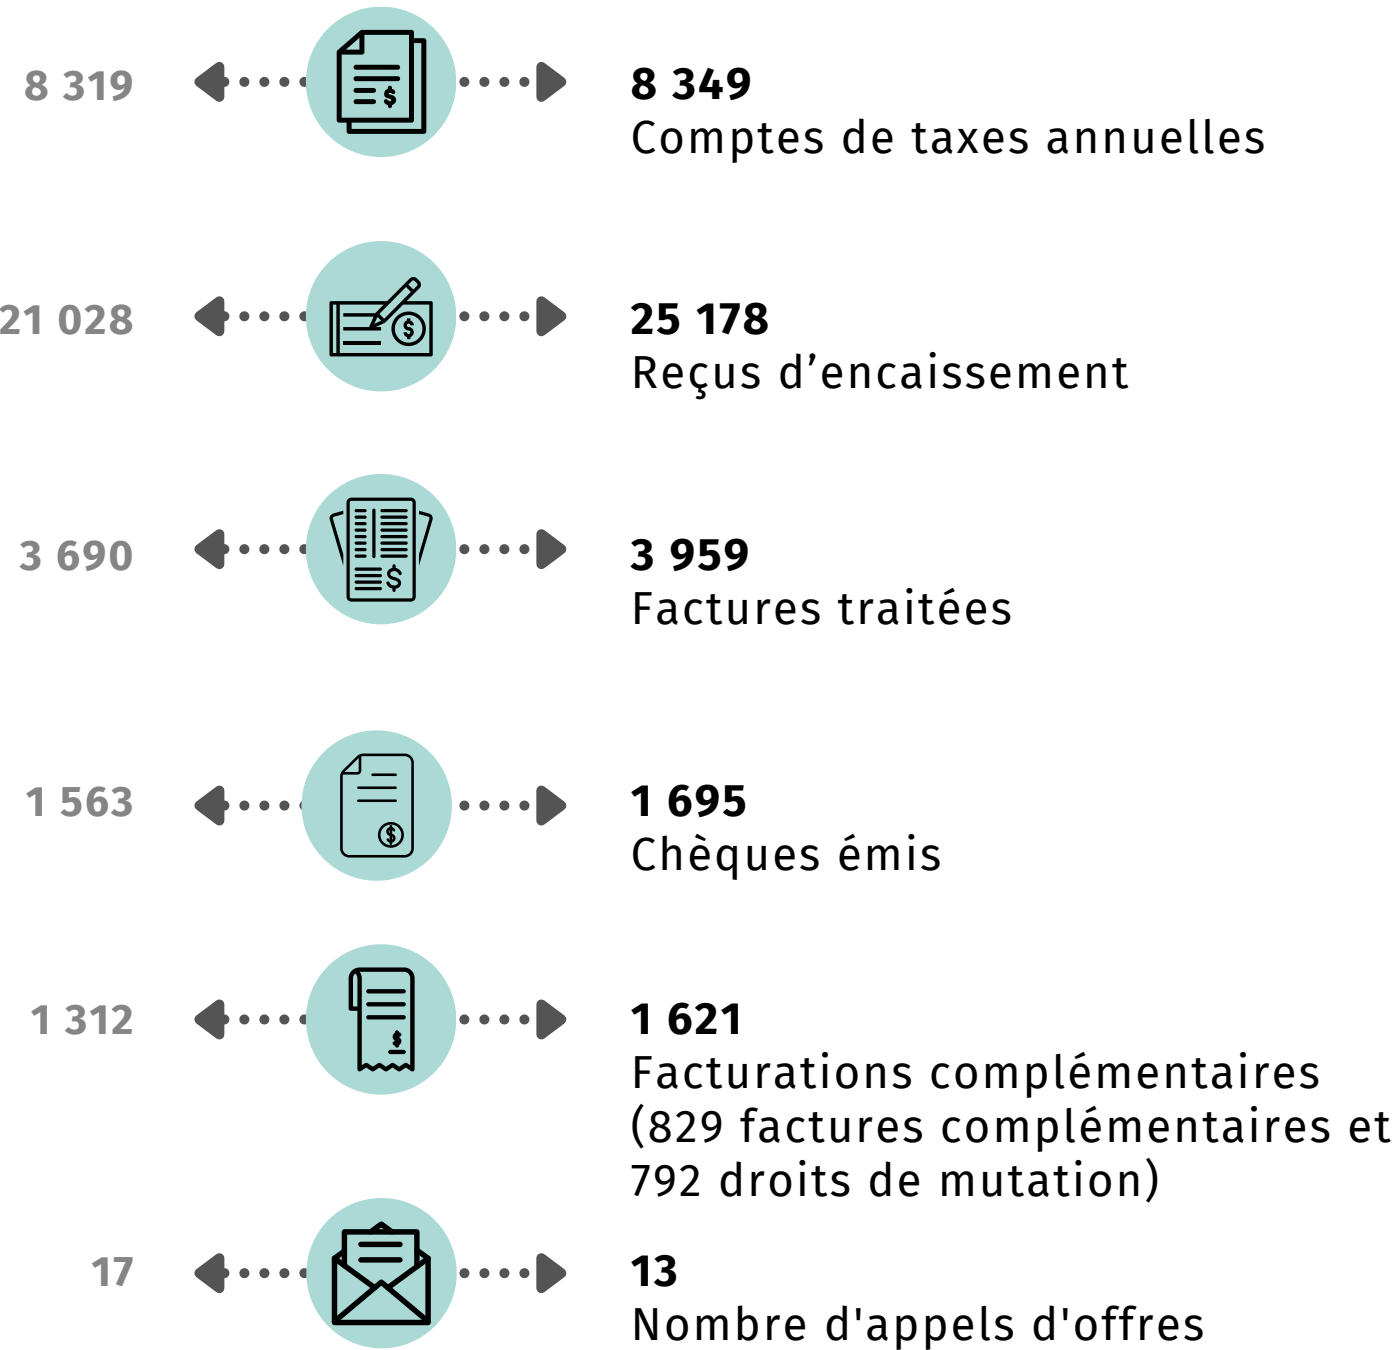 8 319
8 349
Comptes de taxes annuelles
21 028
25 178
Reçus d’encaissement
3 690
3 959
Factures traitées
1 563
1 695
Chèques émis
1 312
1 621
Facturations complémentaires
(829 factures complémentaires et
792 droits de mutation)
17
13
Nombre d'appels d'offres